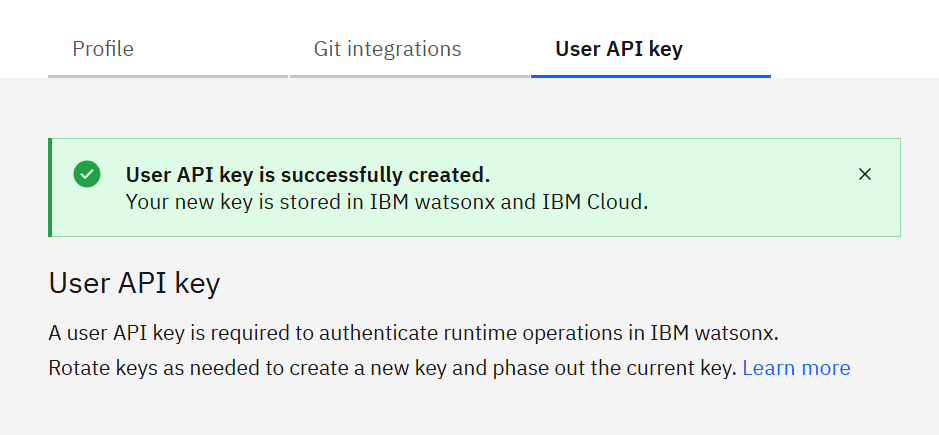 Profile
Git integrations
User API key
User API key is successfully created.
Your new key is stored in IBM watsonx and IBM Cloud.
User API key
A user API key is required to authenticate runtime operations in IBM watsonx.
Rotate keys as needed to create a new key and phase out the current key. Learn more